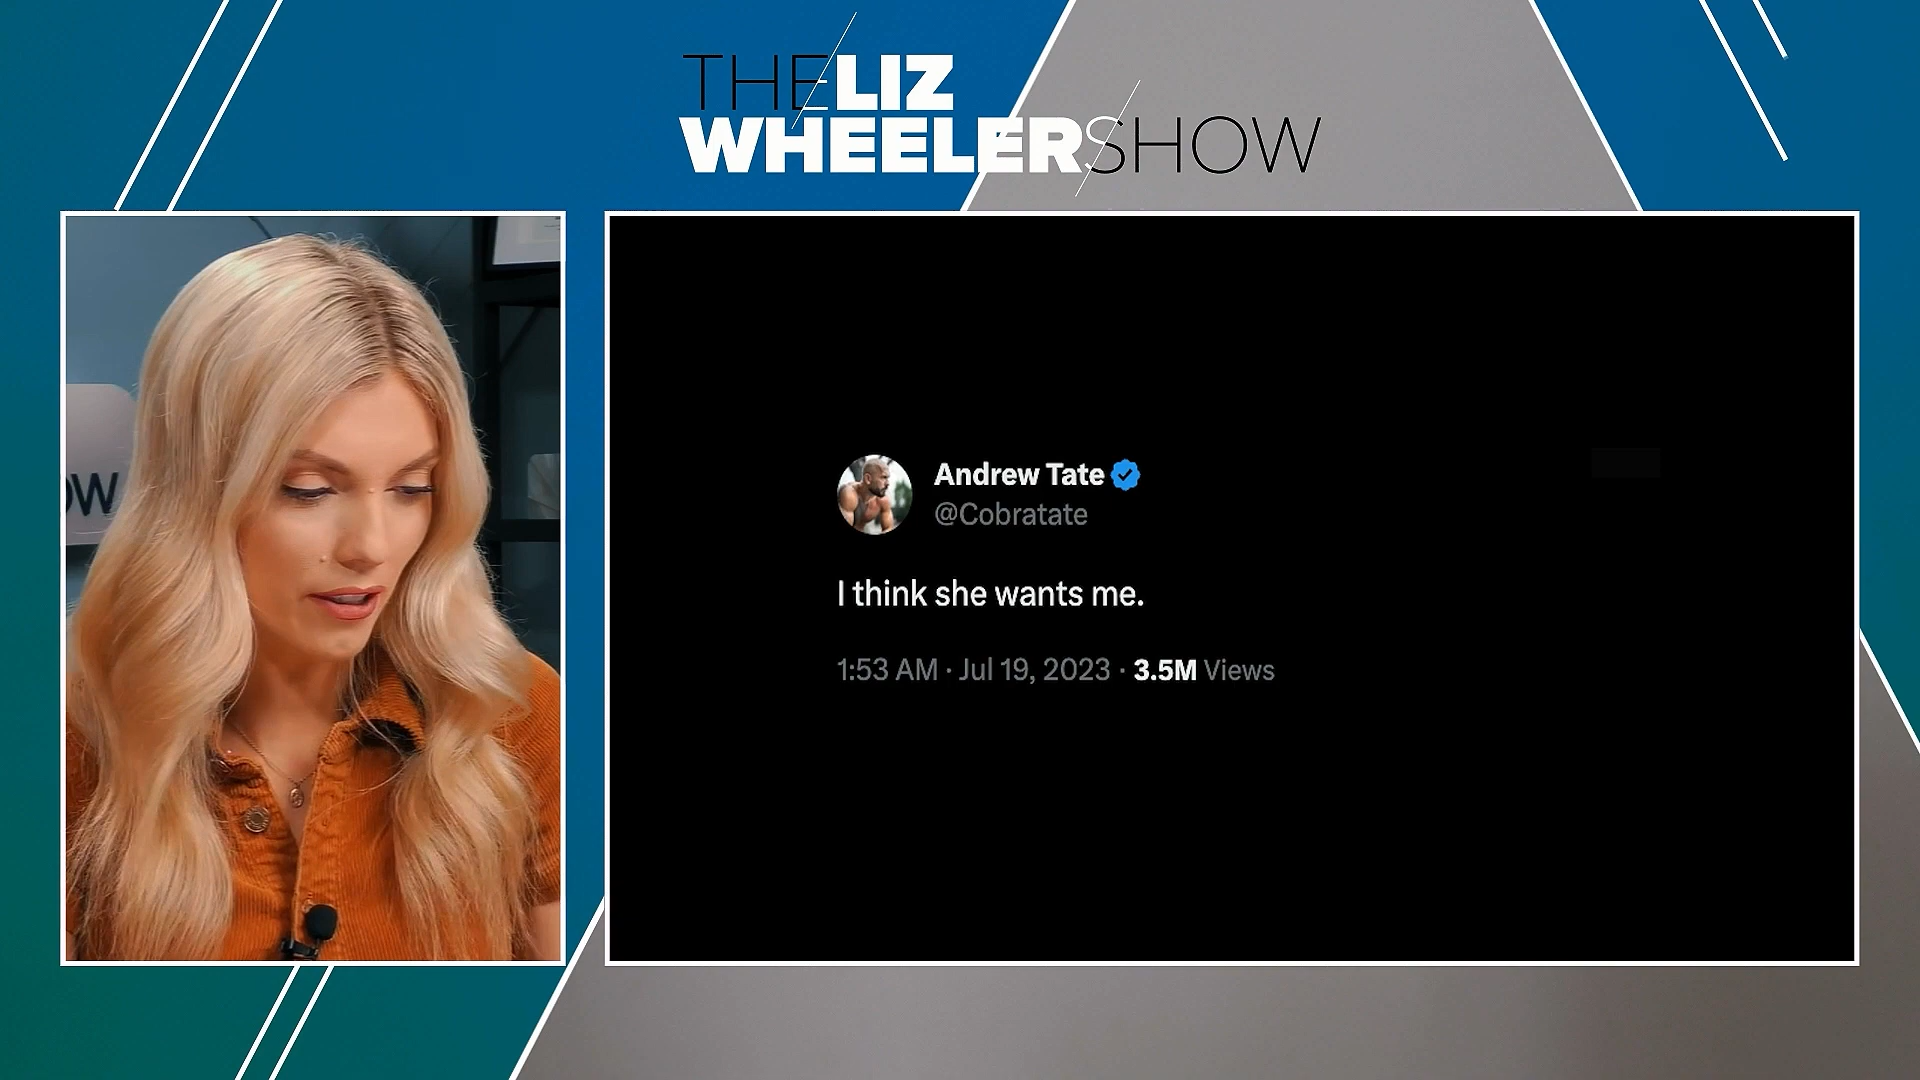 THE LIZ
WHEELER SHOW
OW
Andrew Tate
@Cobratate
I think she wants me.
1:53 AM · Jul 19, 2023 · 3.5M Views